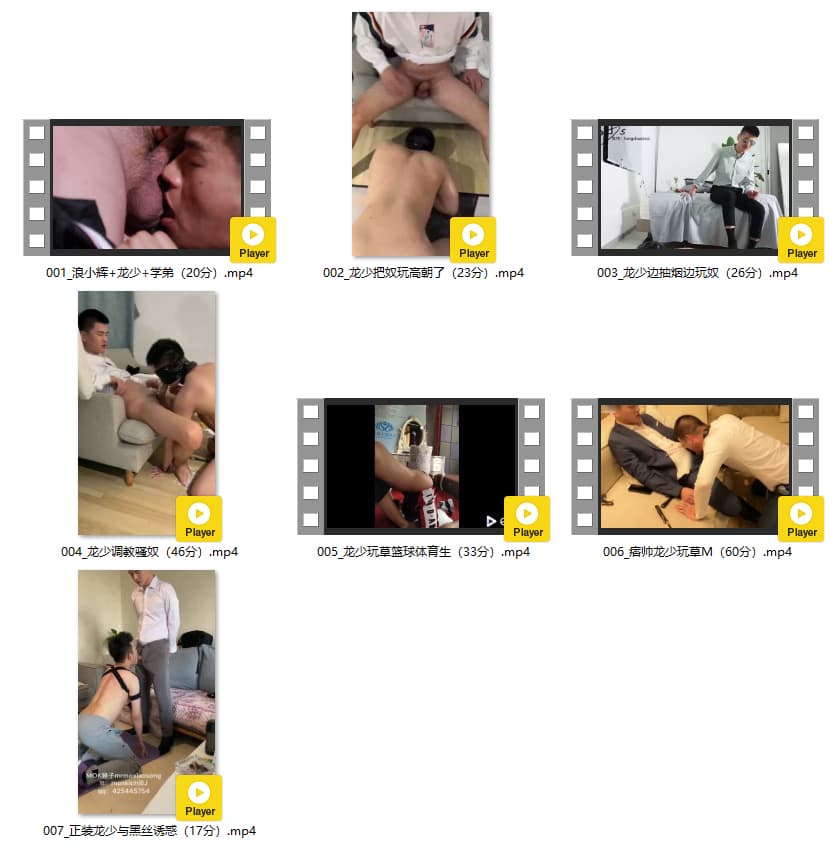 Player
001_浪小辉+龙少+学弟（20分）.mp4
Player
002_龙少把奴玩高朝了（23分）.mp4
Player
003_龙少边抽烟边玩奴（26分）.mp4
Player
004_龙少调教骚奴（46分）.mp4
Player
005_龙少玩草篮球体育生（33分）.mp4
Player
006_痞帅龙少玩草M（60分）.mp4
425445754
Player
007_正装龙少与黑丝诱惑（17分）.mp4